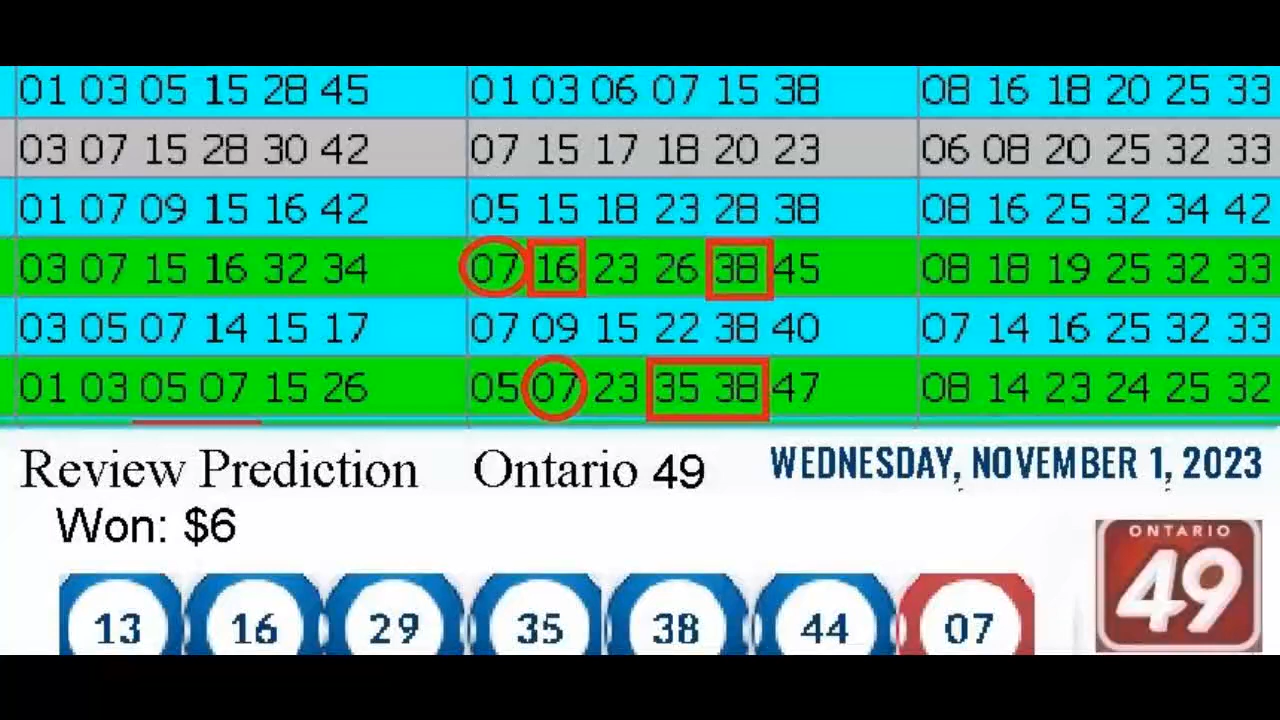 01 03 05 15 28 45 01 03 06 07 15 38 08 16 18 20 25 33
03 07 15 28 30 42 07 15 17 18 20 23 06 08 20 25 32 33
01 07 09 15 16 42 05 15 18 23 28 38 08 16 25 32 34 42
03 07 15 16 32 34 07 16 23 26 38 45 08 18 19 25 32 33
03 05 07 14 15 17 07 09 15 22 38 40 07 14 16 25 32 33
01 03 05 07 15 26 05 07 23 35 38 47 08 14 23 24 25 32
Review Prediction Ontario 49 WEDNESDAY, NOVEMBER 1, 2023
Won: $6
ONTARIO
49
13 16 29 35 38 44 07